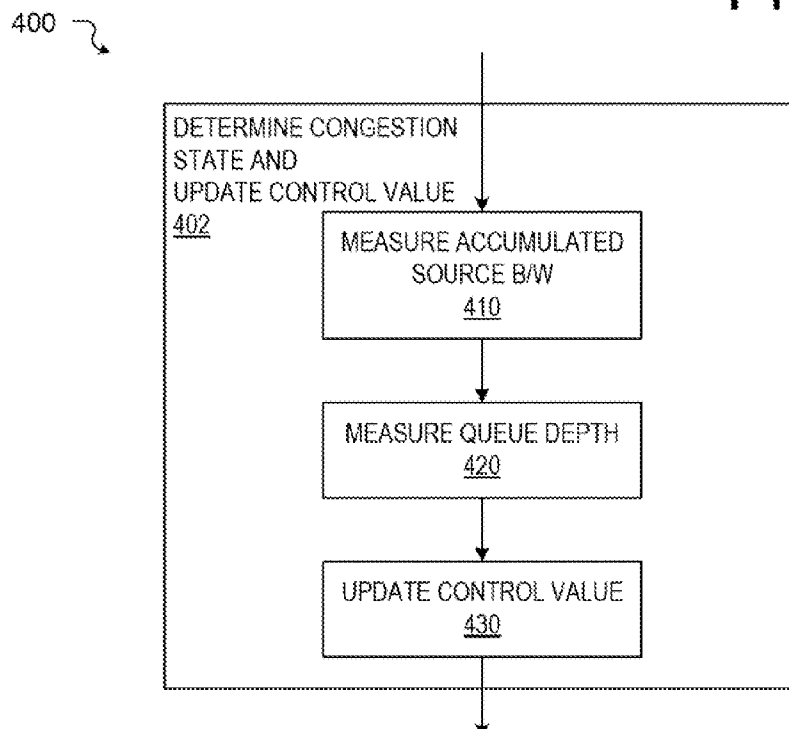 400
DETERMINE CONGESTION
STATE AND
UPDATE CONTROL VALUE
402
MEASURE ACCUMULATED
SOURCE B/W
410
MEASURE QUEUE DEPTH
420
UPDATE CONTROL VALUE
430